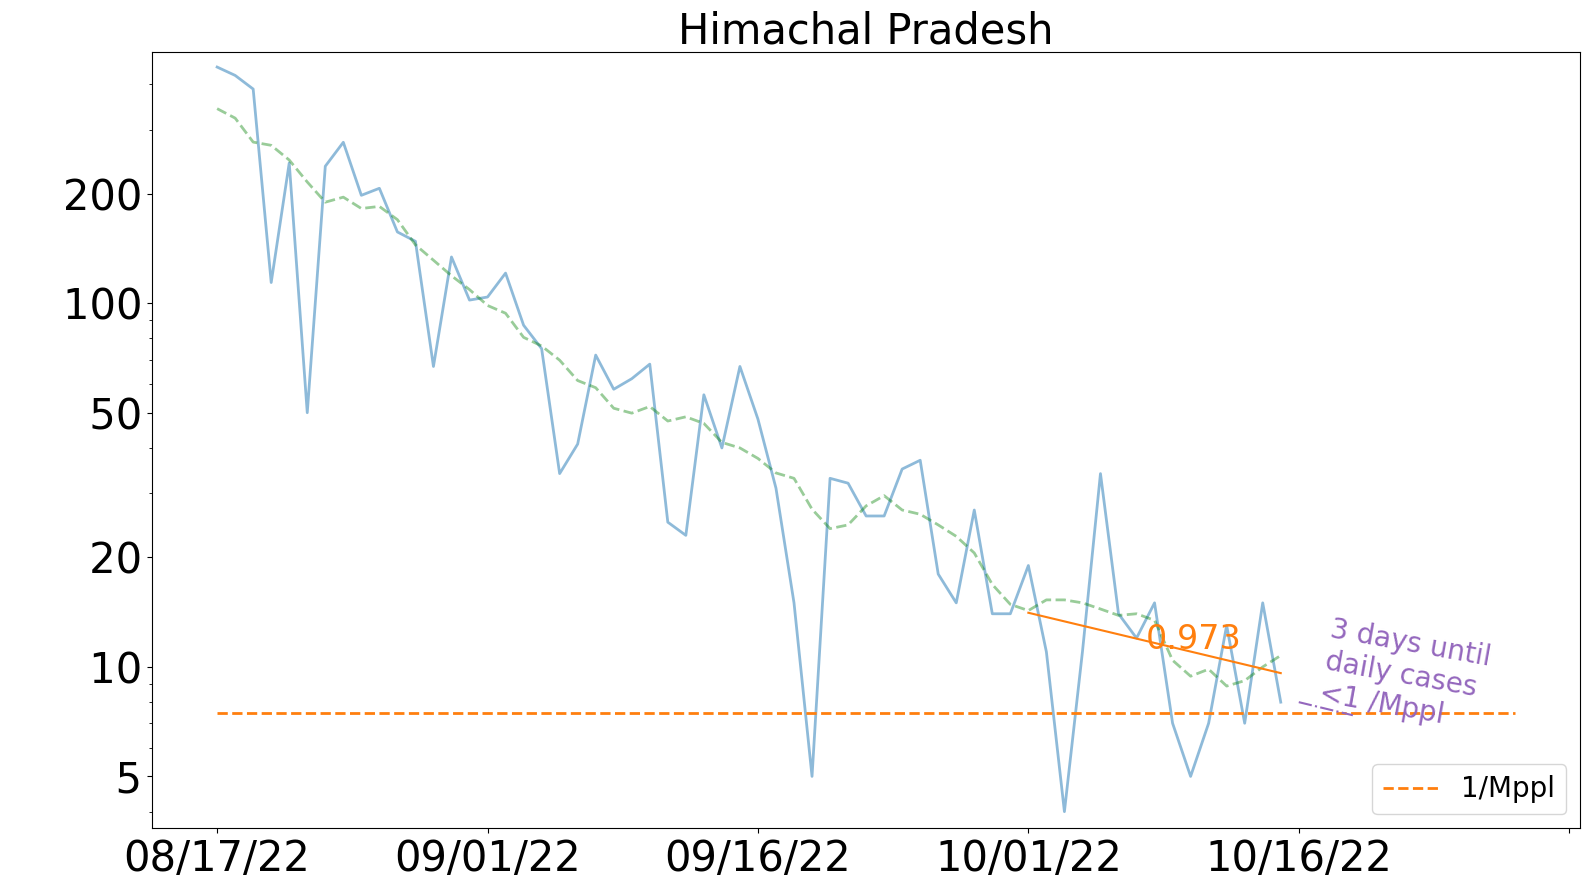 Himachal Pradesh
200
100
50
20
10
5
0.973
3 days until
daily cases
<1 /Mppl
1/Mppl
08/17/22
09/01/22
09/16/22
10/01/22
10/16/22